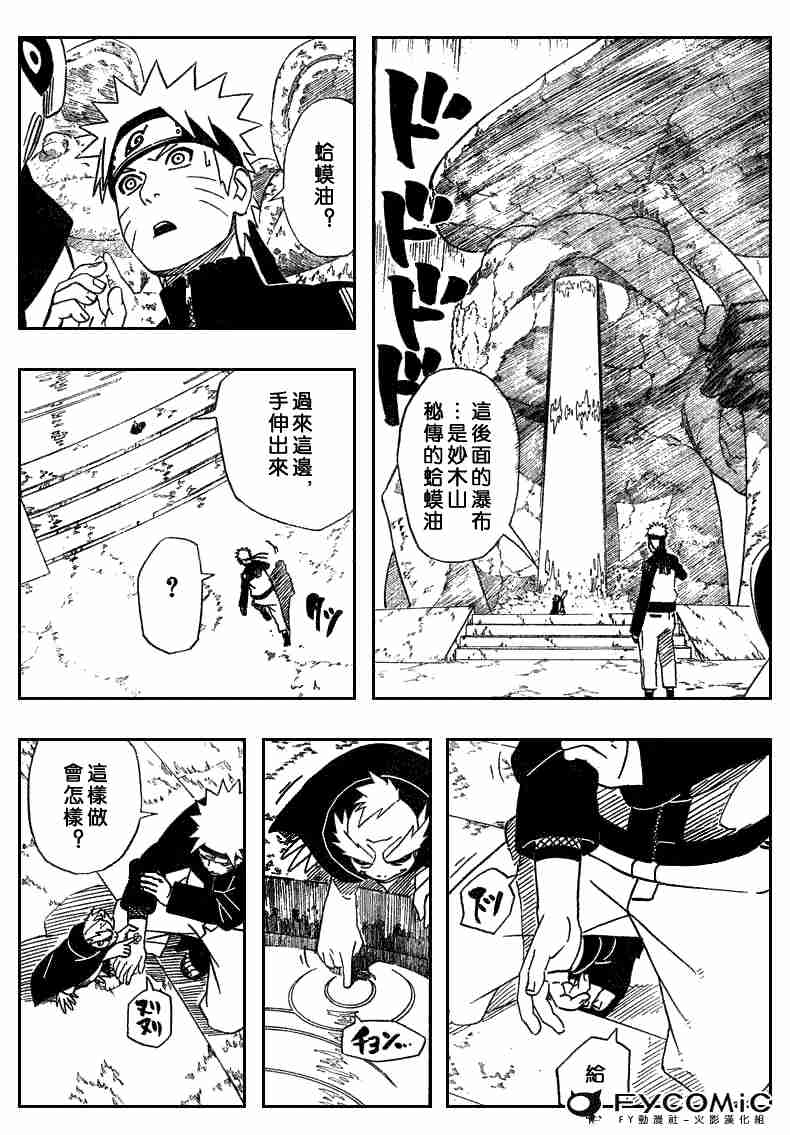 ドドドド
這後面的瀑布
…是妙木山
秘傳的蛤蟆油
蛤蟆油？
過來這邊，
手伸出來
？
タッ
ド
給
チョン…
ヌリ
ヌリ
這樣做
會怎樣？
FYCOMiC
FY動漫社-火影漢化組